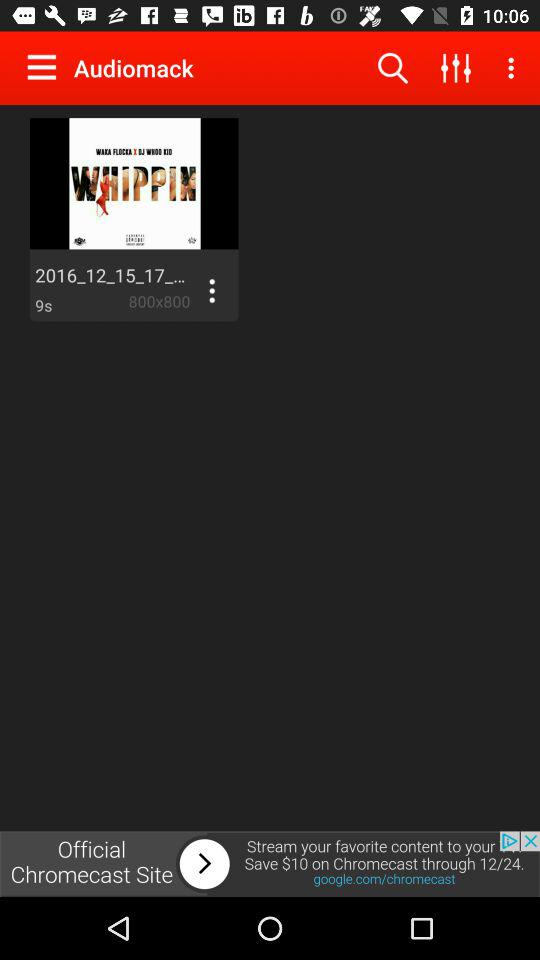 10:06
Audiomack
WAKA FLOCKA X DJ WHOO KID
WHIPPIN
2016_12_15_17_...
9s
800x800
Official
Chromecast Site
Stream your favorite content to your
Save $10 on Chromecast through 12/24.
google.com/chromecast